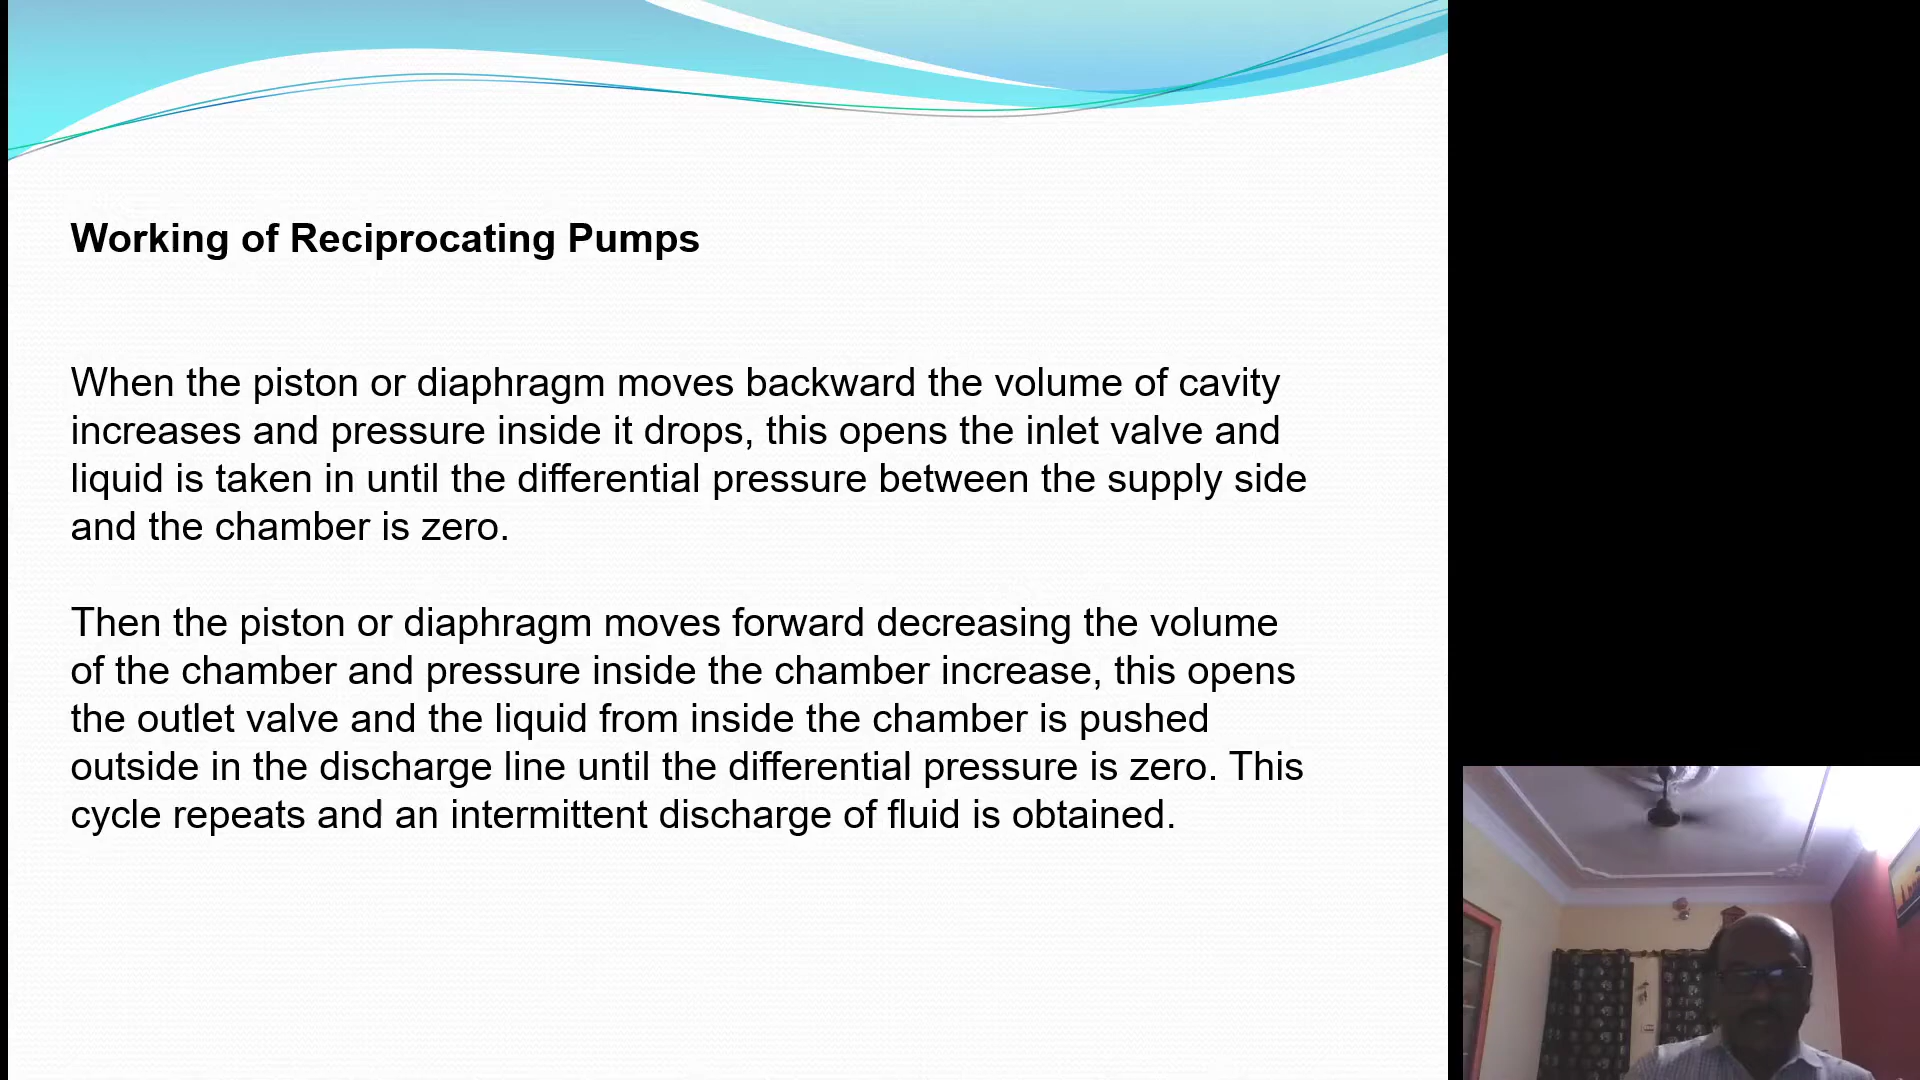 Working of Reciprocating Pumps
When the piston or diaphragm moves backward the volume of cavity
increases and pressure inside it drops, this opens the inlet valve and
liquid is taken in until the differential pressure between the supply side
and the chamber is zero.
Then the piston or diaphragm moves forward decreasing the volume
of the chamber and pressure inside the chamber increase, this opens
the outlet valve and the liquid from inside the chamber is pushed
outside in the discharge line until the differential pressure is zero. This
cycle repeats and an intermittent discharge of fluid is obtained.